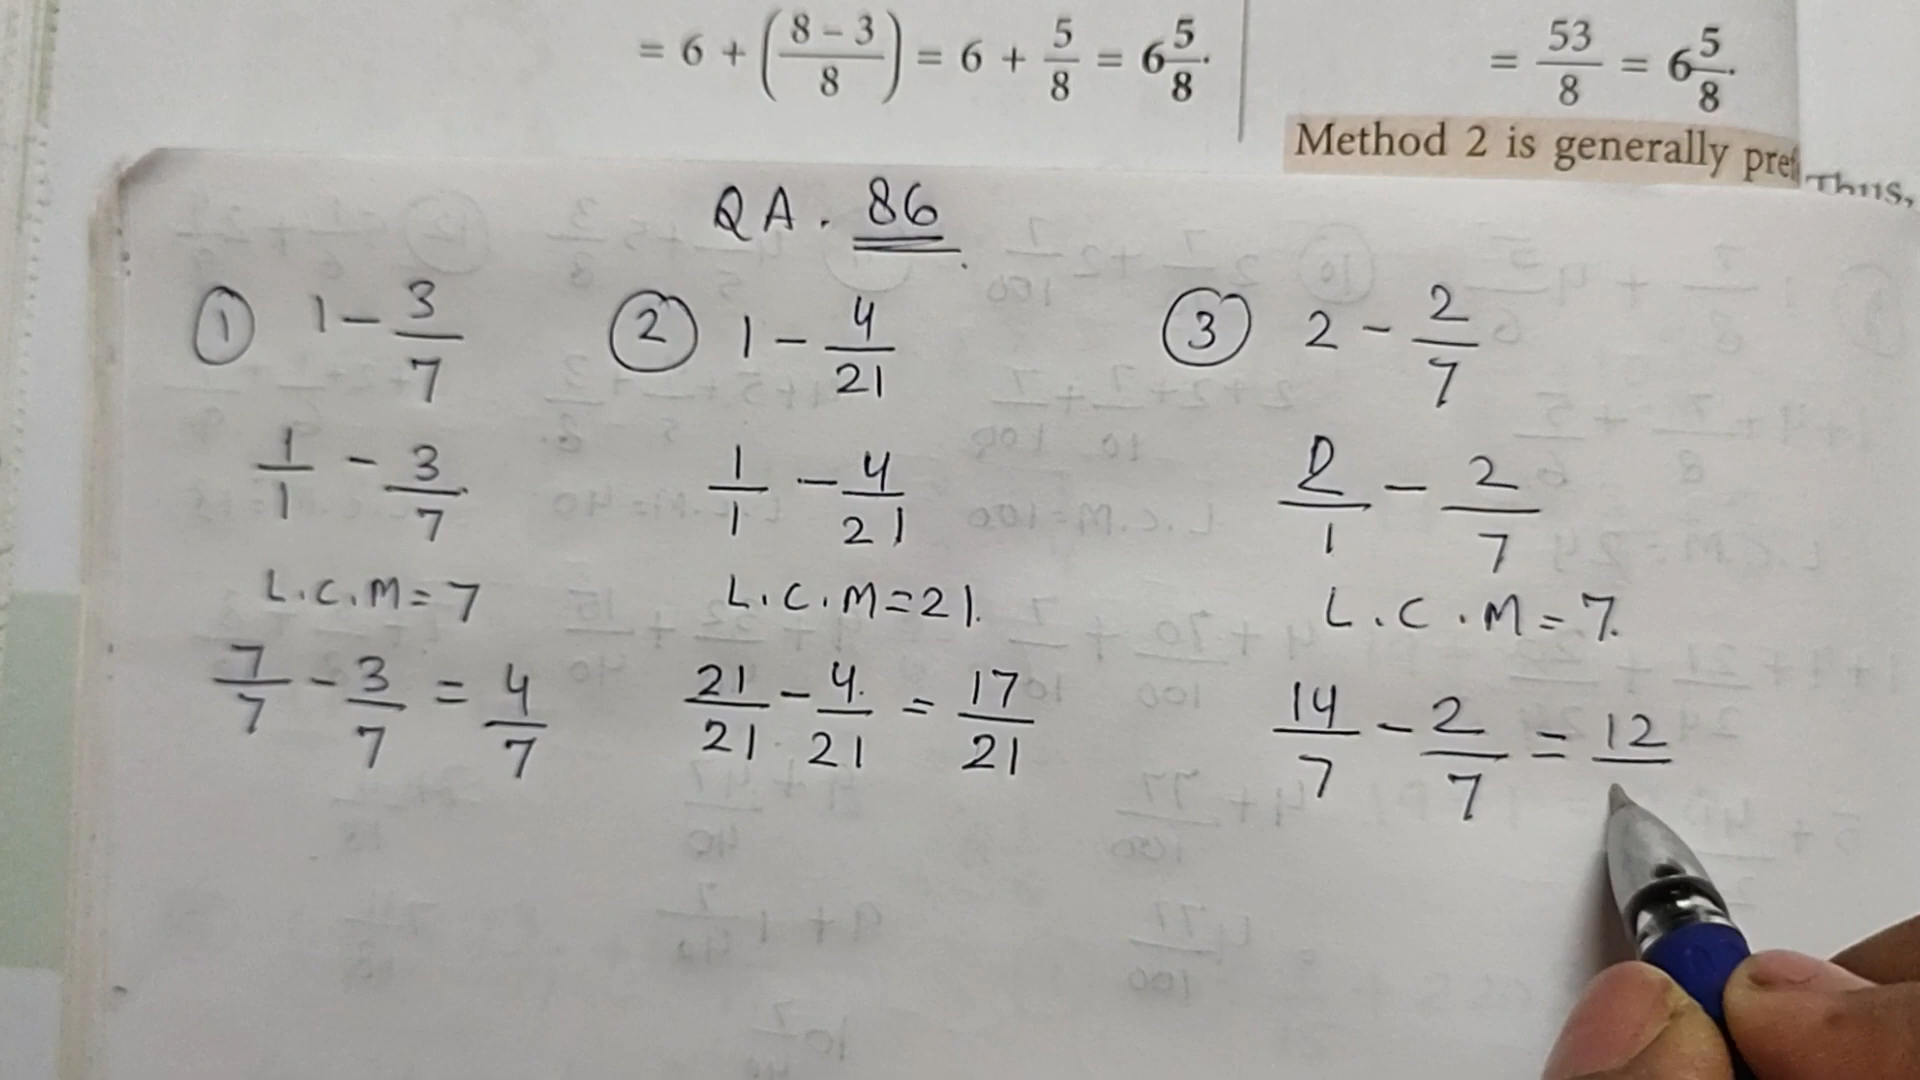 = 6 + (8 − 3/8) = 6 + 5/8 = 6 5/8.
= 53/8 = 6 5/8.
Method 2 is generally
Thus,
QA. 86
① 1 − 3/7
1/1 − 3/7
L.C.M = 7
7/7 − 3/7 = 4/7
② 1 − 4/21
1/1 − 4/21
L.C.M = 21.
21/21 − 4/21 = 17/21
③ 2 − 2/7
2/1 − 2/7
L.C.M = 7.
14/7 − 2/7 = 12/